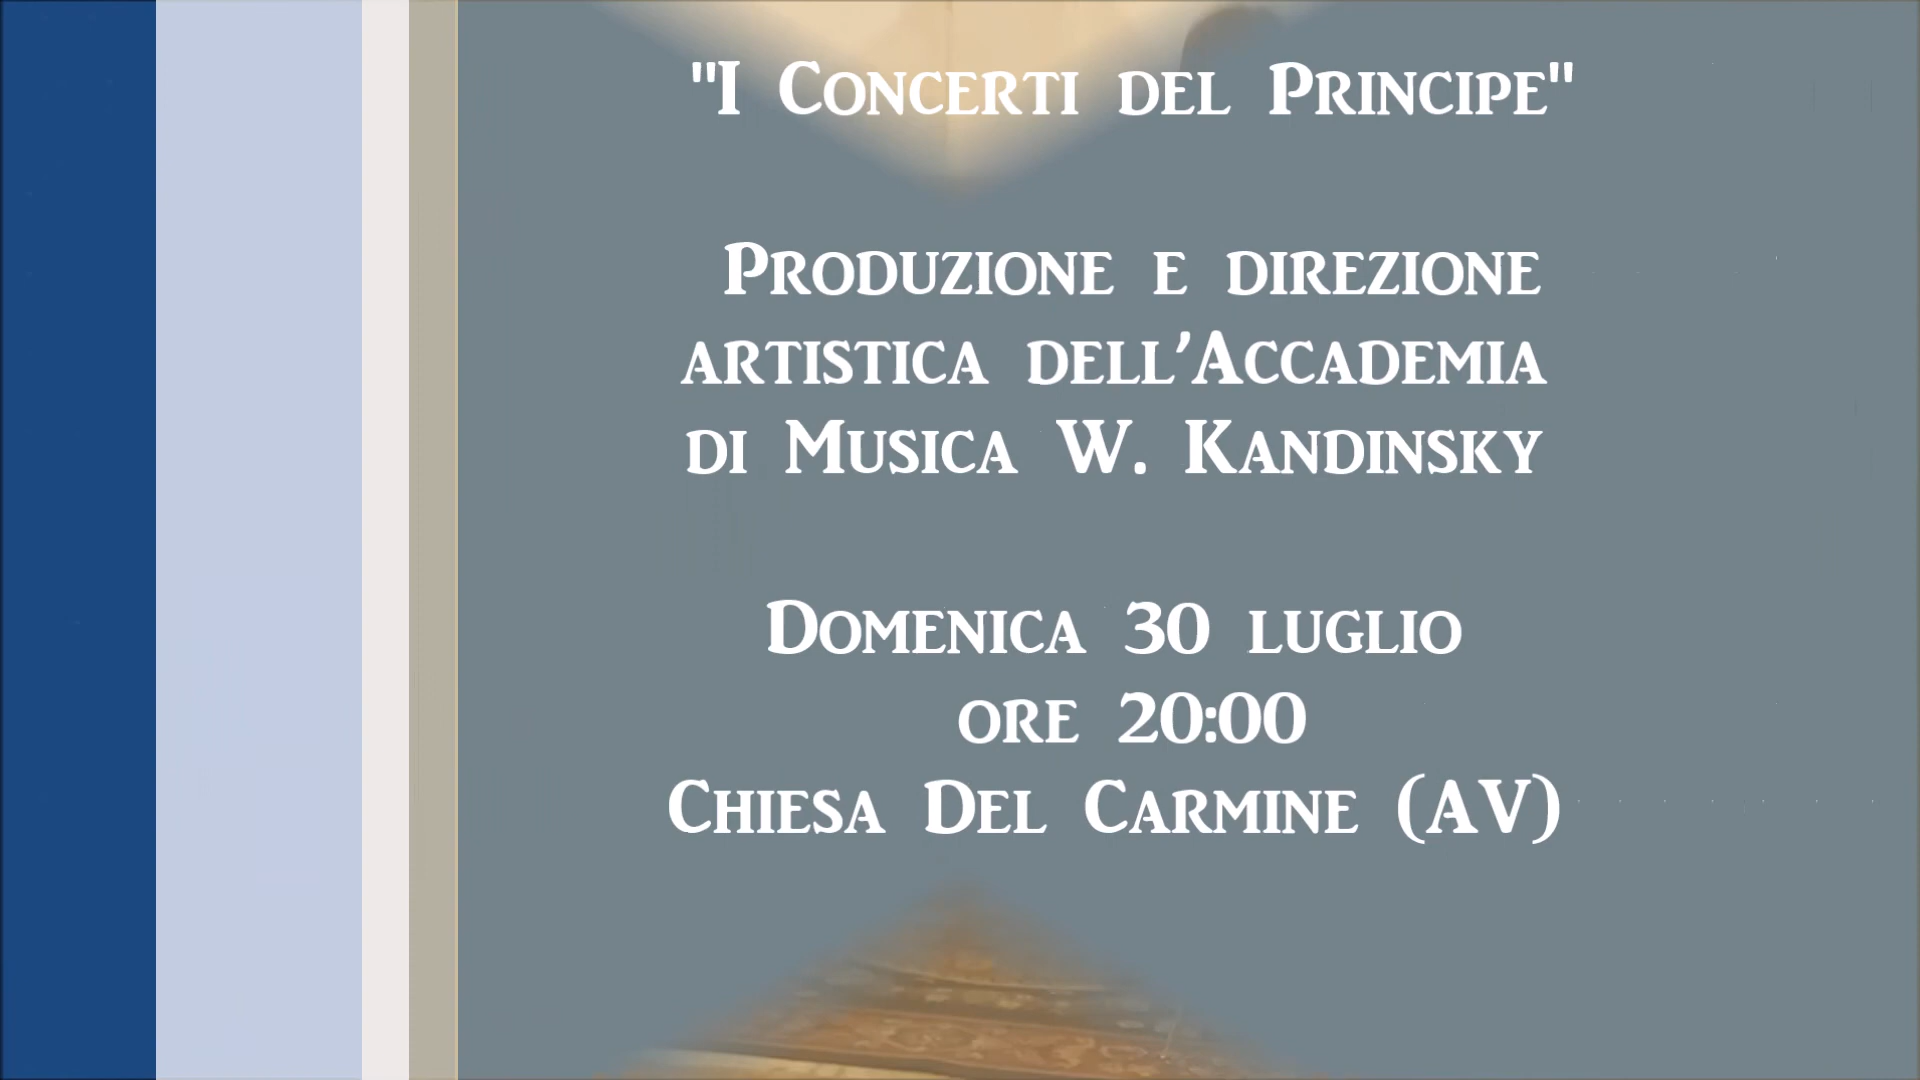 "I Concerti del Principe"
Produzione e direzione
artistica dell'Accademia
di Musica W. Kandinsky
Domenica 30 luglio
ore 20:00
Chiesa Del Carmine (AV)